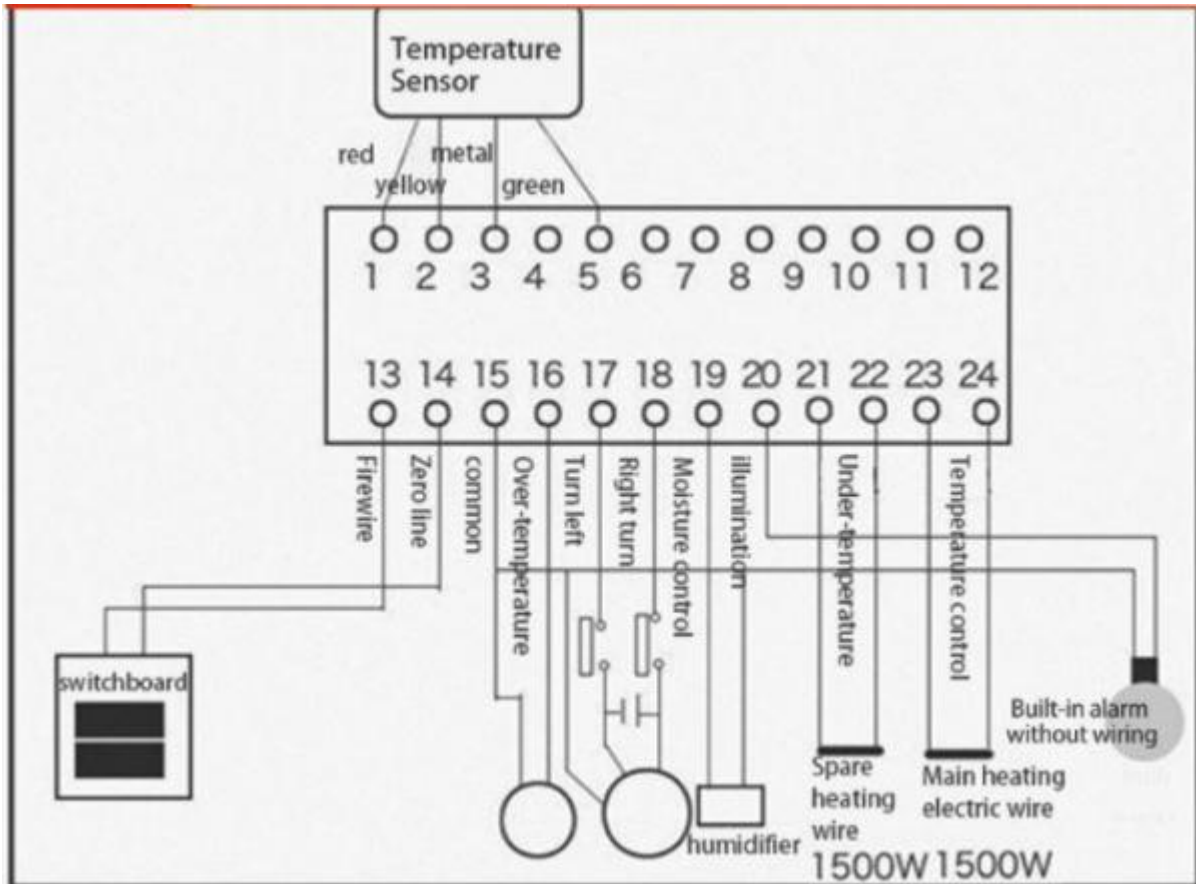 Temperature
Sensor
red
metal
yellow
green
1 2 3 4 5 6 7 8 9 10 11 12
13 14 15 16 17 18 19 20 21 22 23 24
Firewire
Zero line
common
Over-temperature
Turn left
Right turn
Moisture control
illumination
Under-temperature
Temperature control
switchboard
Built-in alarm
without wiring
Spare
heating
wire
Main heating
electric wire
humidifier
1500W 1500W